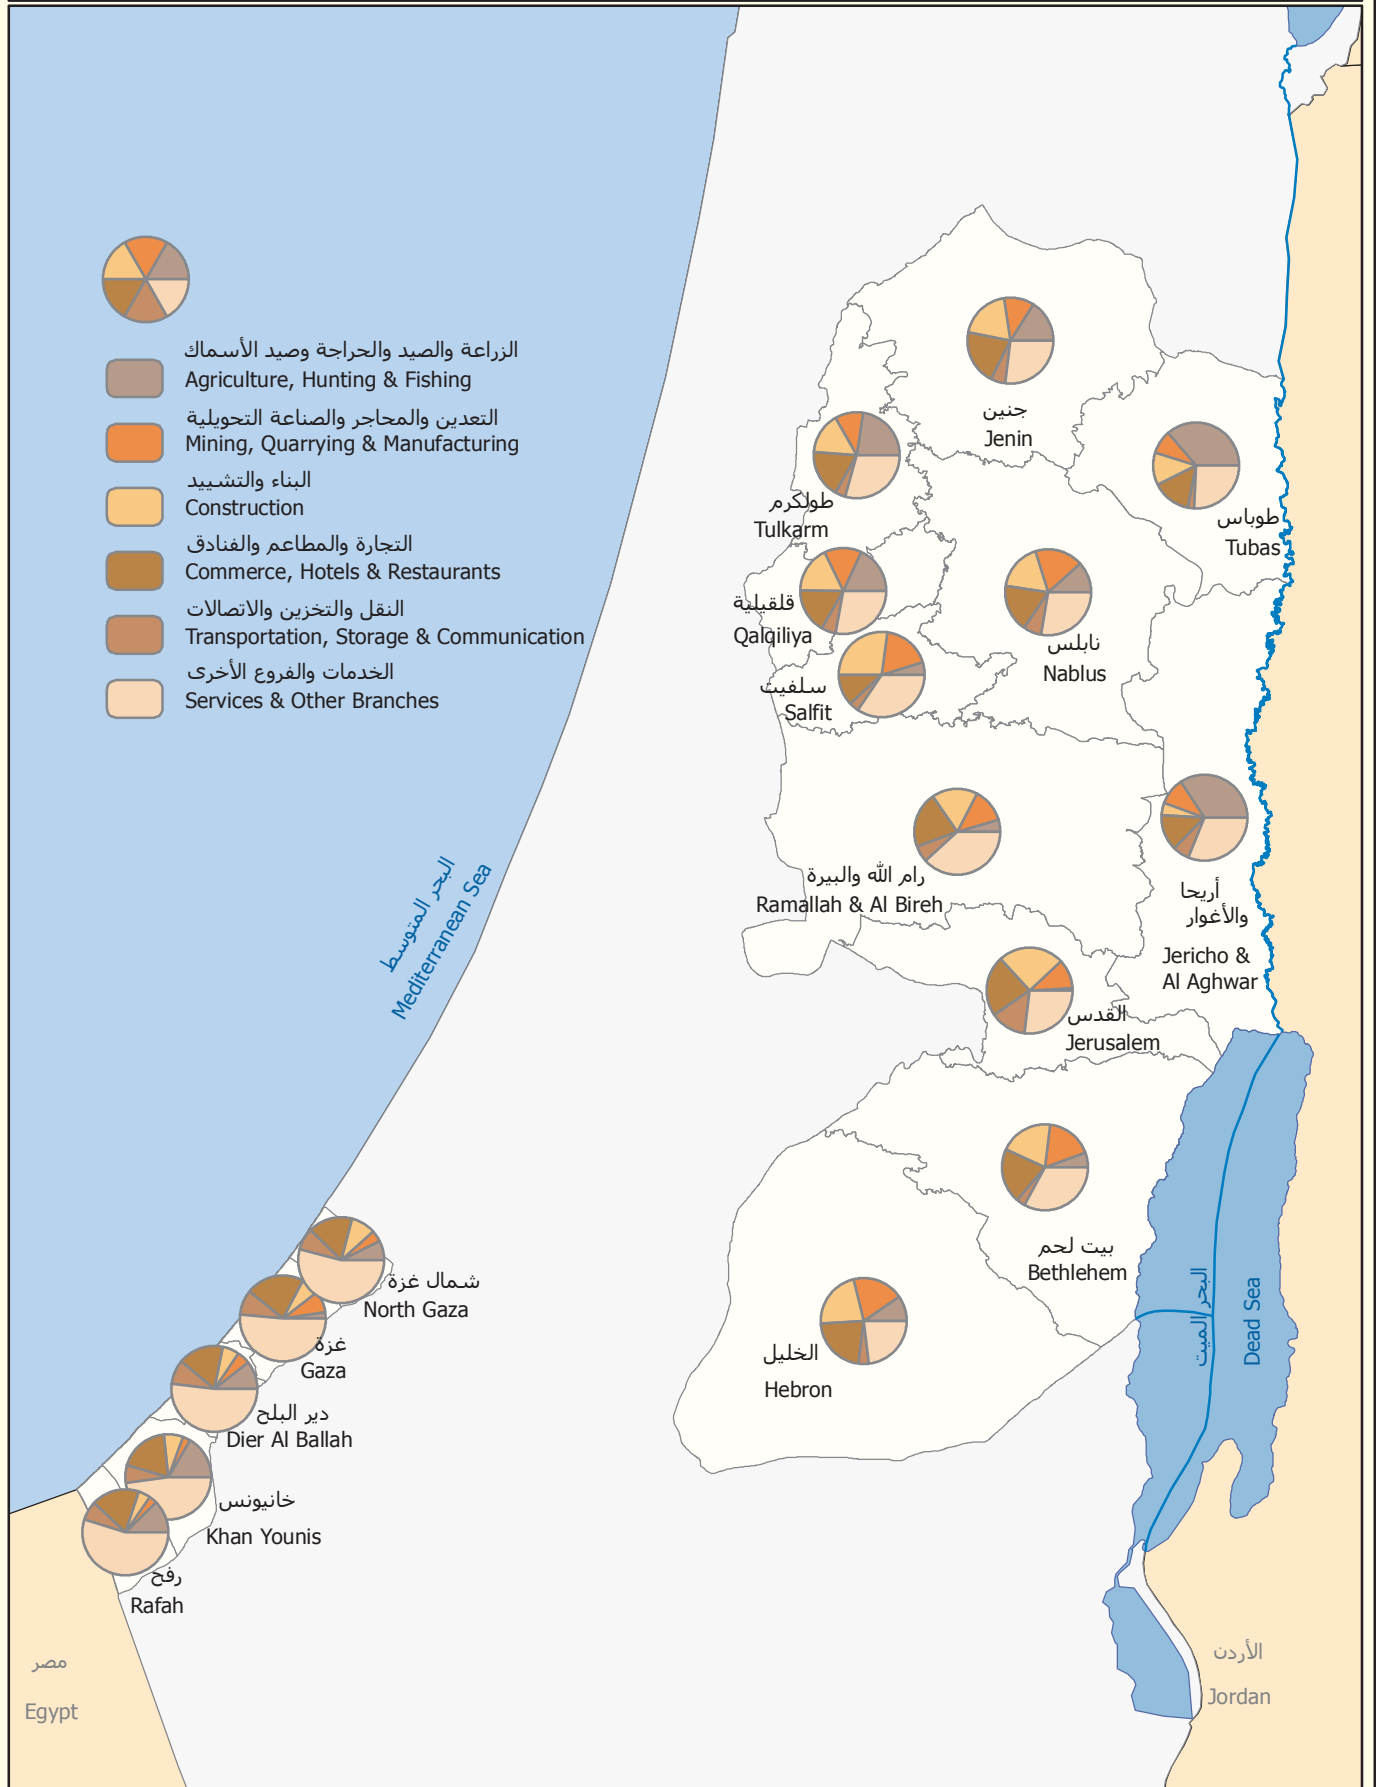 الزراعة والصيد والحراجة وصيد الأسماك
Agriculture, Hunting & Fishing
التعدين والمحاجر والصناعة التحويلية
Mining, Quarrying & Manufacturing
البناء والتشييد
Construction
التجارة والمطاعم والفنادق
Commerce, Hotels & Restaurants
النقل والتخزين والاتصالات
Transportation, Storage & Communication
الخدمات والفروع الأخرى
Services & Other Branches
جنين
Jenin
طولكرم
Tulkarm
طوباس
Tubas
قلقيلية
Qalqiliya
نابلس
Nablus
سلفيت
Salfit
رام الله والبيرة
Ramallah & Al Bireh
أريحا
والأغوار
Jericho &
Al Aghwar
البحر المتوسط
Mediterranean Sea
القدس
Jerusalem
بيت لحم
Bethlehem
البحر الميت
Dead Sea
الخليل
Hebron
شمال غزة
North Gaza
غزة
Gaza
دير البلح
Dier Al Ballah
خانيونس
Khan Younis
رفح
Rafah
مصر
Egypt
الأردن
Jordan